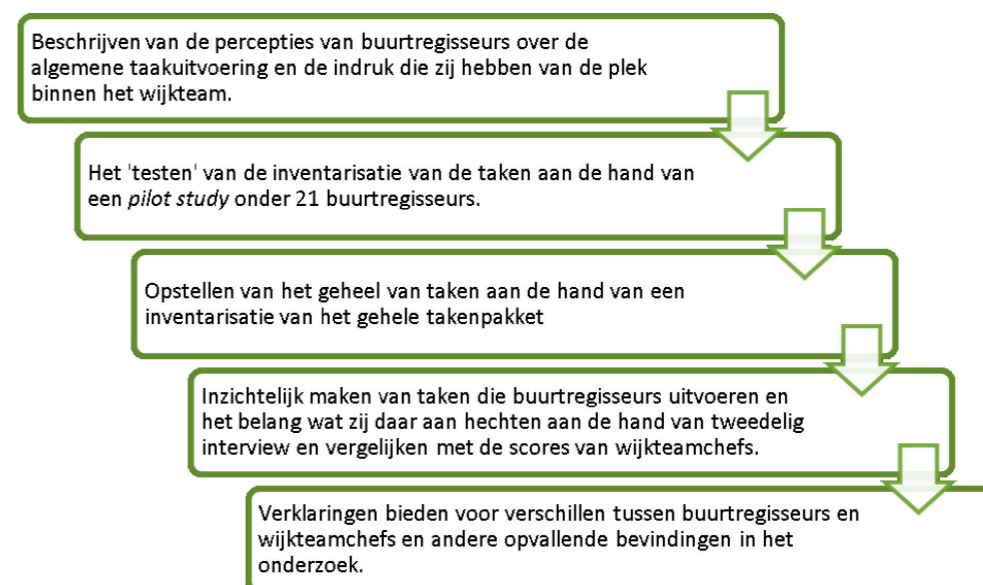 Beschrijven van de percepties van buurtregisseurs over de
algemene taakuitvoering en de indruk die zij hebben van de plek
binnen het wijkteam.
Het 'testen' van de inventarisatie van de taken aan de hand van
een pilot study onder 21 buurtregisseurs.
Opstellen van het geheel van taken aan de hand van een
inventarisatie van het gehele takenpakket
Inzichtelijk maken van taken die buurtregisseurs uitvoeren en
het belang wat zij daar aan hechten aan de hand van tweedelig
interview en vergelijken met de scores van wijkteamchefs.
Verklaringen bieden voor verschillen tussen buurtregisseurs en
wijkteamchefs en andere opvallende bevindingen in het
onderzoek.